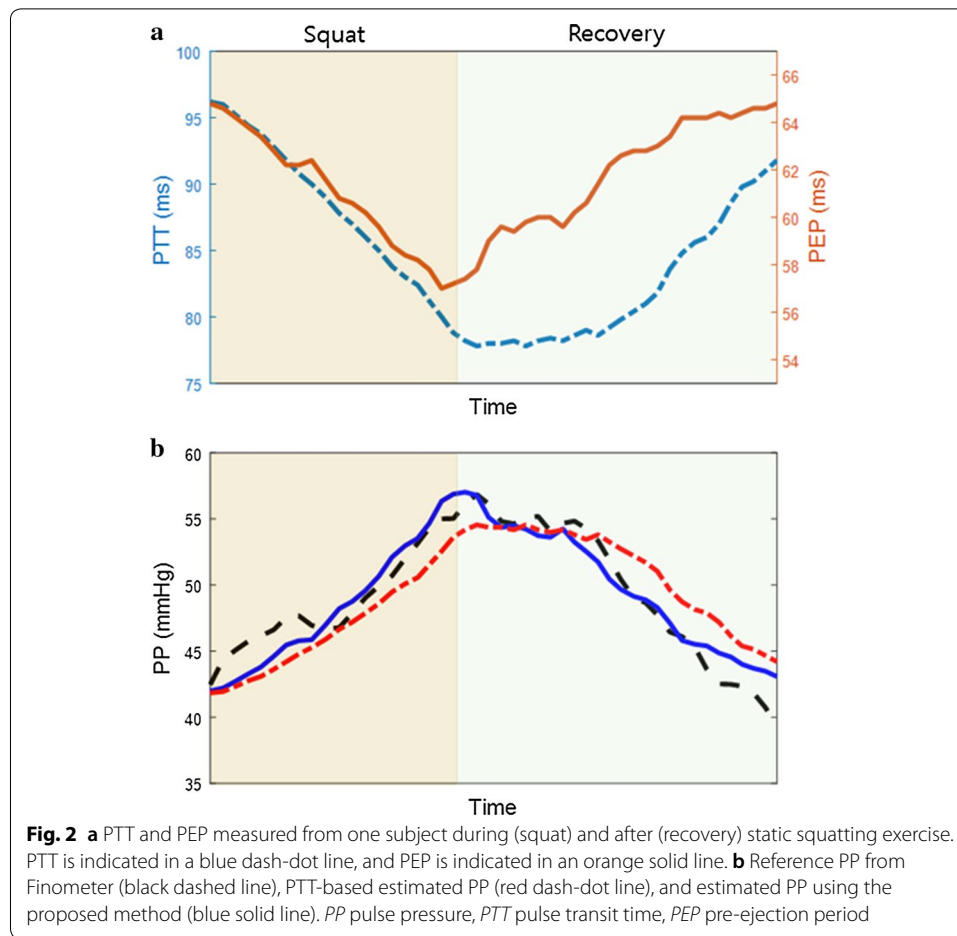 a
Squat Recovery
100
95
90
85
80
75
PTT (ms)
66
64
62
60
58
56
54
PEP (ms)
Time
b
60
55
50
45
40
35
PP (mmHg)
Time
Fig. 2 a PTT and PEP measured from one subject during (squat) and after (recovery) static squatting exercise.
PTT is indicated in a blue dash-dot line, and PEP is indicated in an orange solid line. b Reference PP from
Finometer (black dashed line), PTT-based estimated PP (red dash-dot line), and estimated PP using the
proposed method (blue solid line). PP pulse pressure, PTT pulse transit time, PEP pre-ejection period